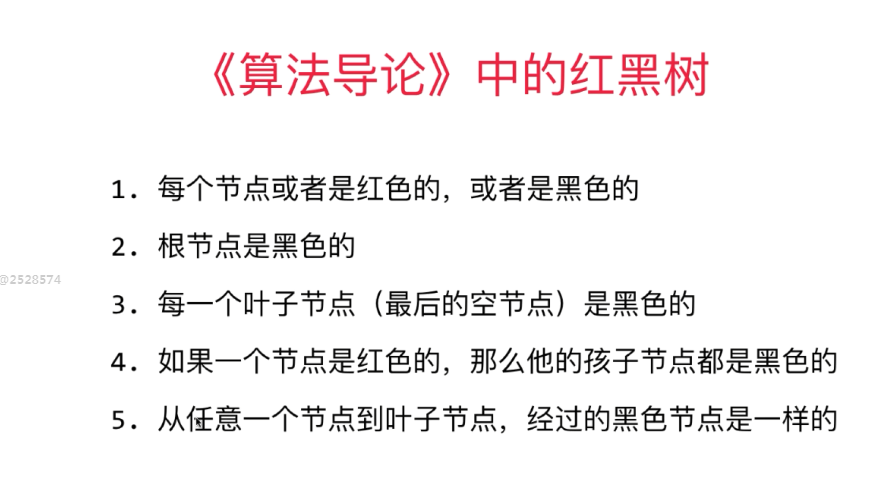 《算法导论》中的红黑树
1. 每个节点或者是红色的，或者是黑色的
2. 根节点是黑色的
@2528574
3. 每一个叶子节点（最后的空节点）是黑色的
4. 如果一个节点是红色的，那么他的孩子节点都是黑色的
5. 从任意一个节点到叶子节点，经过的黑色节点是一样的